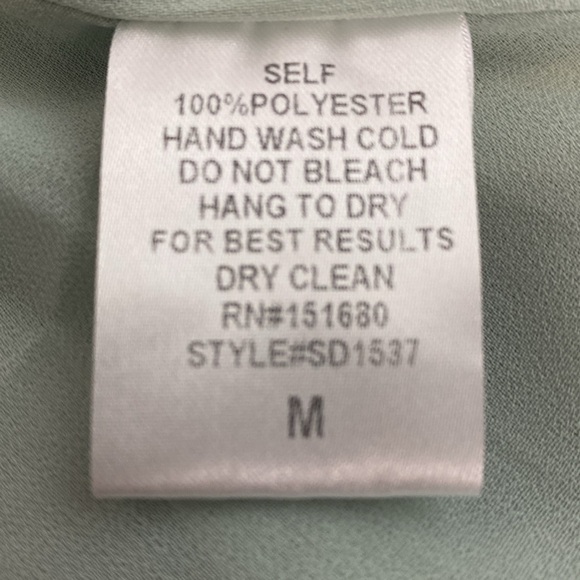 SELF
100%POLYESTER
HAND WASH COLD
DO NOT BLEACH
HANG TO DRY
FOR BEST RESULTS
DRY CLEAN
RN#151680
STYLE#SD1537
M